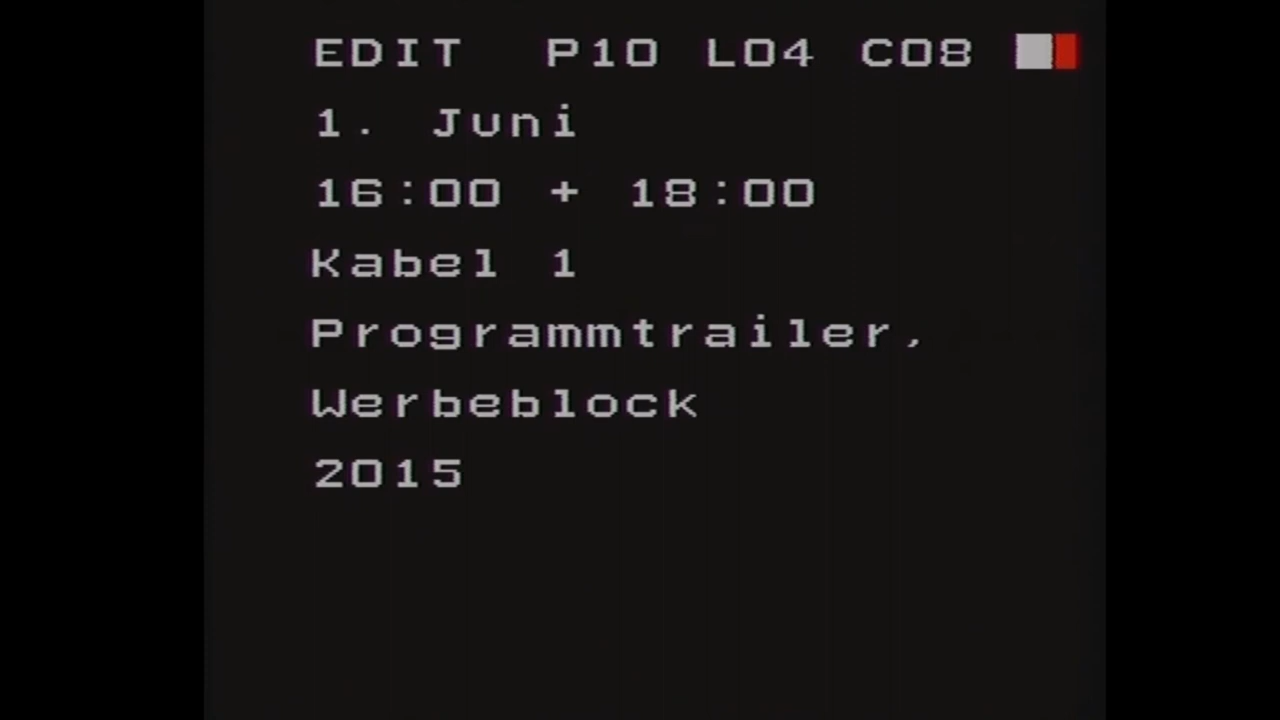 EDIT P10 L04 C08
1. Juni
16:00 + 18:00
Kabel 1
Programmtrailer,
Werbeblock
2015